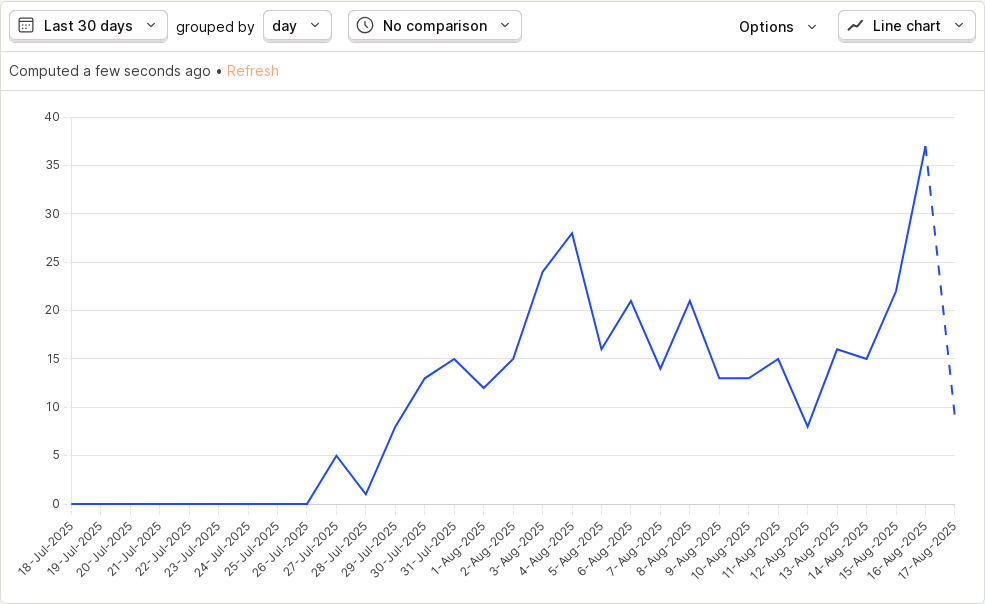 Last 30 days grouped by day No comparison Options Line chart
Computed a few seconds ago • Refresh
40
35
30
25
20
15
10
5
0
18-Jul-2025
19-Jul-2025
20-Jul-2025
21-Jul-2025
22-Jul-2025
23-Jul-2025
24-Jul-2025
25-Jul-2025
26-Jul-2025
27-Jul-2025
28-Jul-2025
29-Jul-2025
30-Jul-2025
31-Jul-2025
1-Aug-2025
2-Aug-2025
3-Aug-2025
4-Aug-2025
5-Aug-2025
6-Aug-2025
7-Aug-2025
8-Aug-2025
9-Aug-2025
10-Aug-2025
11-Aug-2025
12-Aug-2025
13-Aug-2025
14-Aug-2025
15-Aug-2025
16-Aug-2025
17-Aug-2025